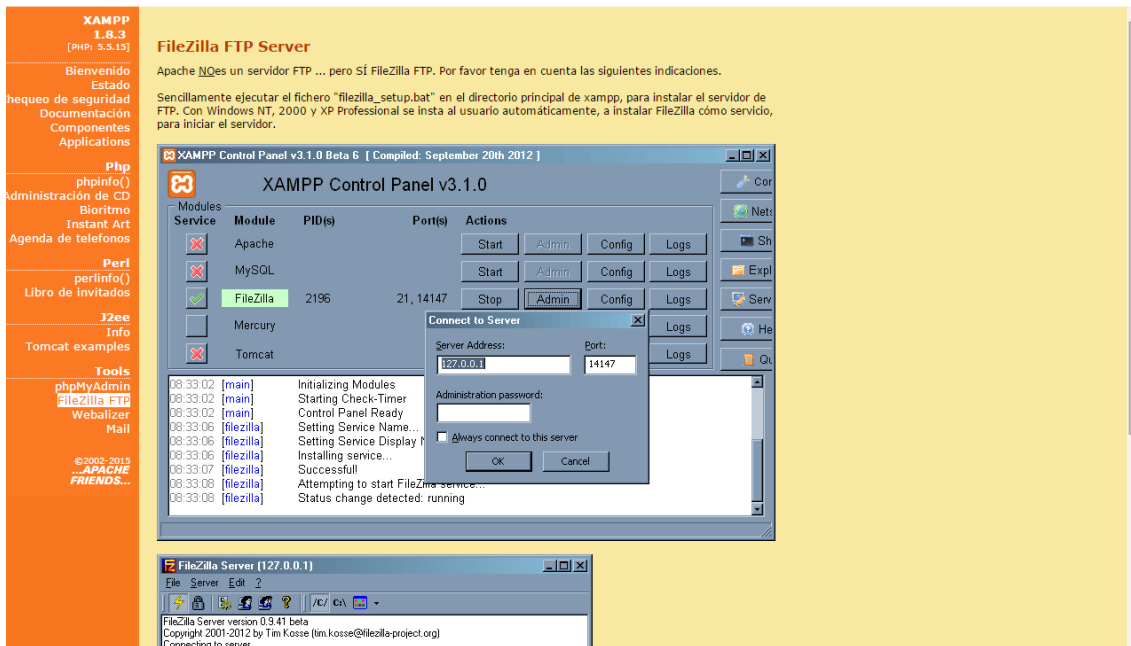 XAMPP
1.8.3
[PHP: 5.5.15]
Bienvenido
Estado
hequeo de seguridad
Documentación
Componentes
Applications
Php
phpinfo()
Administración de CD
Bioritmo
Instant Art
Agenda de telefonos
Perl
perlinfo()
Libro de invitados
J2ee
Info
Tomcat examples
Tools
phpMyAdmin
FileZilla FTP
Webalizer
Mail
©2002-2015
...APACHE
FRIENDS...
FileZilla FTP Server
Apache NOes un servidor FTP ... pero SÍ FileZilla FTP. Por favor tenga en cuenta las siguientes indicaciones.
Sencillamente ejecutar el fichero "filezilla_setup.bat" en el directorio principal de xampp, para instalar el servidor de
FTP. Con Windows NT, 2000 y XP Professional se insta al usuario automáticamente, a instalar FileZilla cómo servicio,
para iniciar el servidor.
XAMPP Control Panel v3.1.0 Beta 6 [ Compiled: September 20th 2012 ]
XAMPP Control Panel v3.1.0
Cor
Modules
Service Module PID(s) Port(s) Actions
Nets
Apache Start Admin Config Logs
Sh
MySQL Start Admin Config Logs
Expl
FileZilla 2196 21, 14147 Stop Admin Config Logs
Serv
Mercury Logs
He
Tomcat Logs
Qu
Connect to Server
Server Address: Port:
127.0.0.1 14147
Administration password:
Always connect to this server
OK Cancel
08:33:02 [main] Initializing Modules
08:33:02 [main] Starting Check-Timer
08:33:02 [main] Control Panel Ready
08:33:06 [filezilla] Setting Service Name...
08:33:06 [filezilla] Setting Service Display N
08:33:06 [filezilla] Installing service...
08:33:07 [filezilla] Successful!
08:33:08 [filezilla] Attempting to start FileZilla service...
08:33:08 [filezilla] Status change detected: running
FileZilla Server (127.0.0.1)
File Server Edit ?
/C/ C:\
FileZilla Server version 0.9.41 beta
Copyright 2001-2012 by Tim Kosse (tim.kosse@filezilla-project.org)
Connecting to server